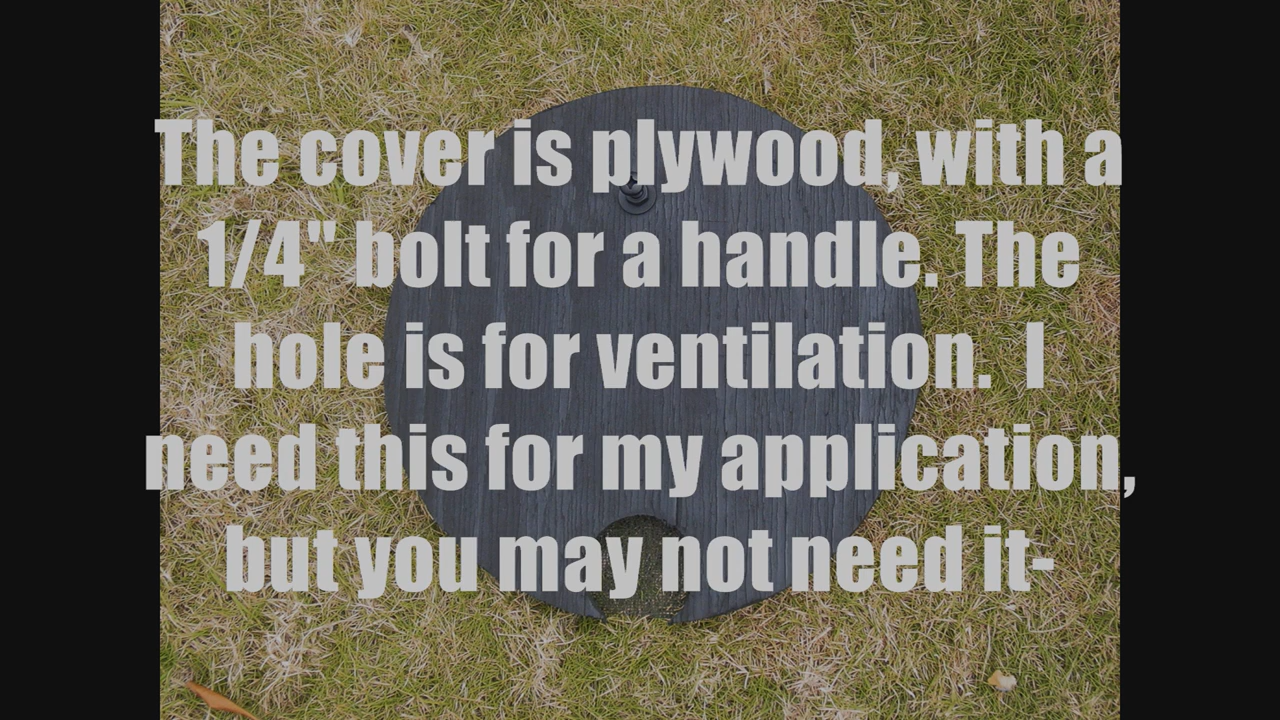 The cover is plywood, with a
1/4" bolt for a handle. The
hole is for ventilation.  I
need this for my application,
but you may not need it-